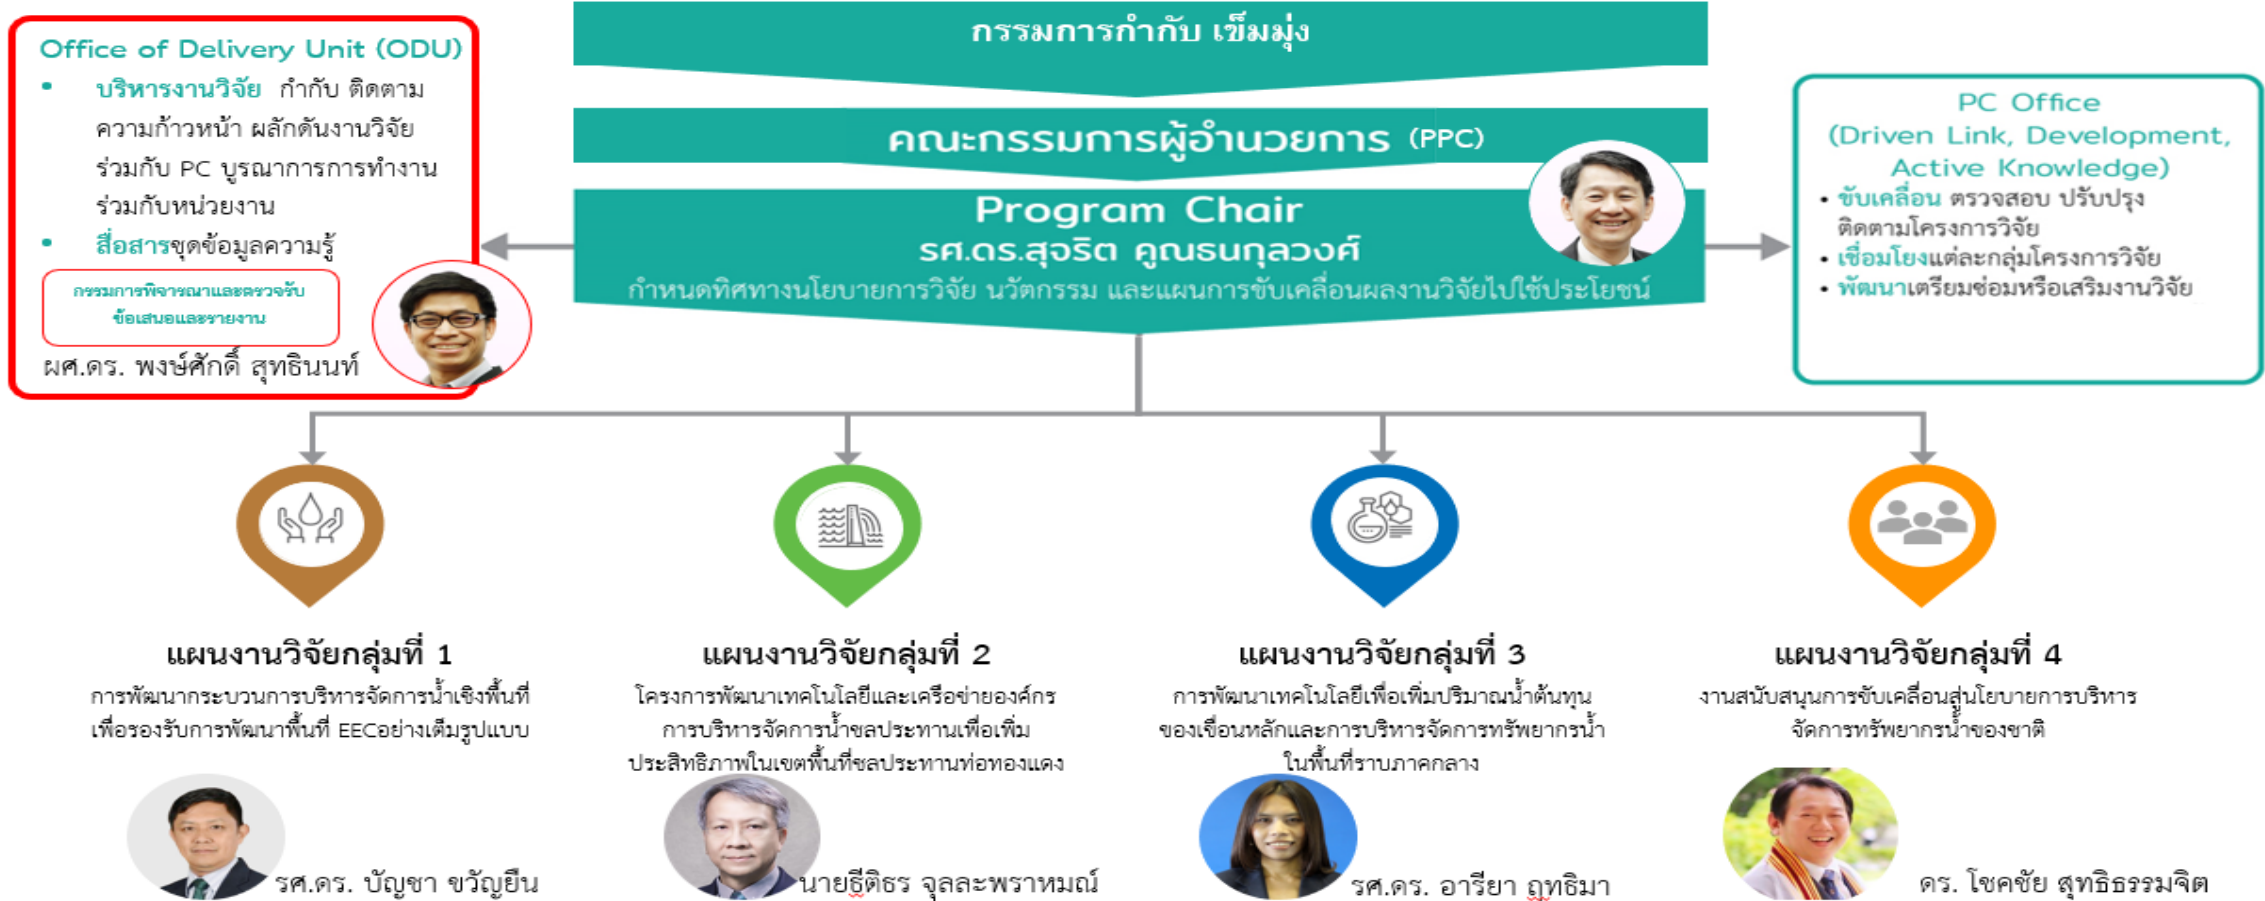 กรรมการกำกับ เข็มมุ่ง
คณะกรรมการผู้อำนวยการ (PPC)
Program Chair
รศ.ดร.สุจริต คูณธนกุลวงศ์
กำหนดทิศทางนโยบายการวิจัย นวัตกรรม และแผนการขับเคลื่อนผลงานวิจัยไปใช้ประโยชน์
Office of Delivery Unit (ODU)
• บริหารงานวิจัย กำกับ ติดตาม
ความก้าวหน้า ผลักดันงานวิจัย
ร่วมกับ PC บูรณาการการทำงาน
ร่วมกับหน่วยงาน
• สื่อสารชุดข้อมูลความรู้
กรรมการพิจารณาและตรวจรับ
ข้อเสนอและรายงาน
ผศ.ดร. พงษ์ศักดิ์ สุทธินนท์
PC Office
(Driven Link, Development,
Active Knowledge)
• ขับเคลื่อน ตรวจสอบ ปรับปรุง
ติดตามโครงการวิจัย
• เชื่อมโยงแต่ละกลุ่มโครงการวิจัย
• พัฒนาเตรียมซ่อมหรือเสริมงานวิจัย
แผนงานวิจัยกลุ่มที่ 1
การพัฒนากระบวนการบริหารจัดการน้ำเชิงพื้นที่
เพื่อรองรับการพัฒนาพื้นที่ EECอย่างเต็มรูปแบบ
รศ.ดร. บัญชา ขวัญยืน
แผนงานวิจัยกลุ่มที่ 2
โครงการพัฒนาเทคโนโลยีและเครือข่ายองค์กร
การบริหารจัดการน้ำชลประทานเพื่อเพิ่ม
ประสิทธิภาพในเขตพื้นที่ชลประทานท่อทองแดง
นายธีติธร จุลละพราหมณ์
แผนงานวิจัยกลุ่มที่ 3
การพัฒนาเทคโนโลยีเพื่อเพิ่มปริมาณน้ำต้นทุน
ของเขื่อนหลักและการบริหารจัดการทรัพยากรน้ำ
ในพื้นที่ราบภาคกลาง
รศ.ดร. อารียา ฤทธิมา
แผนงานวิจัยกลุ่มที่ 4
งานสนับสนุนการขับเคลื่อนสู่นโยบายการบริหาร
จัดการทรัพยากรน้ำของชาติ
ดร. โชคชัย สุทธิธรรมจิต